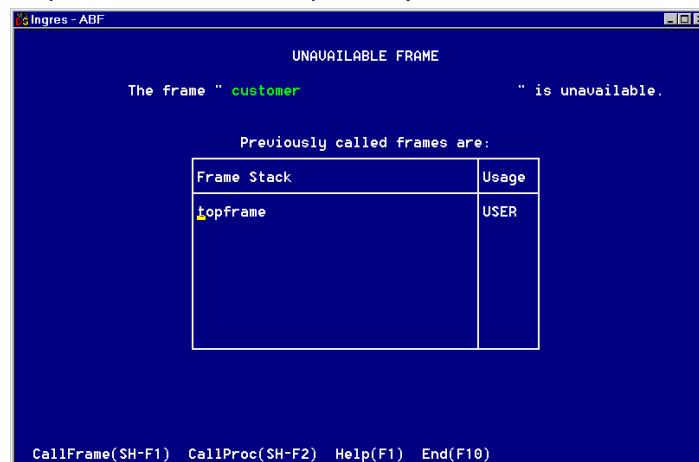 Ingres - ABF
UNAVAILABLE FRAME
The frame " customer " is unavailable.
Previously called frames are:
Frame Stack Usage
topframe USER
CallFrame(SH-F1) CallProc(SH-F2) Help(F1) End(F10)